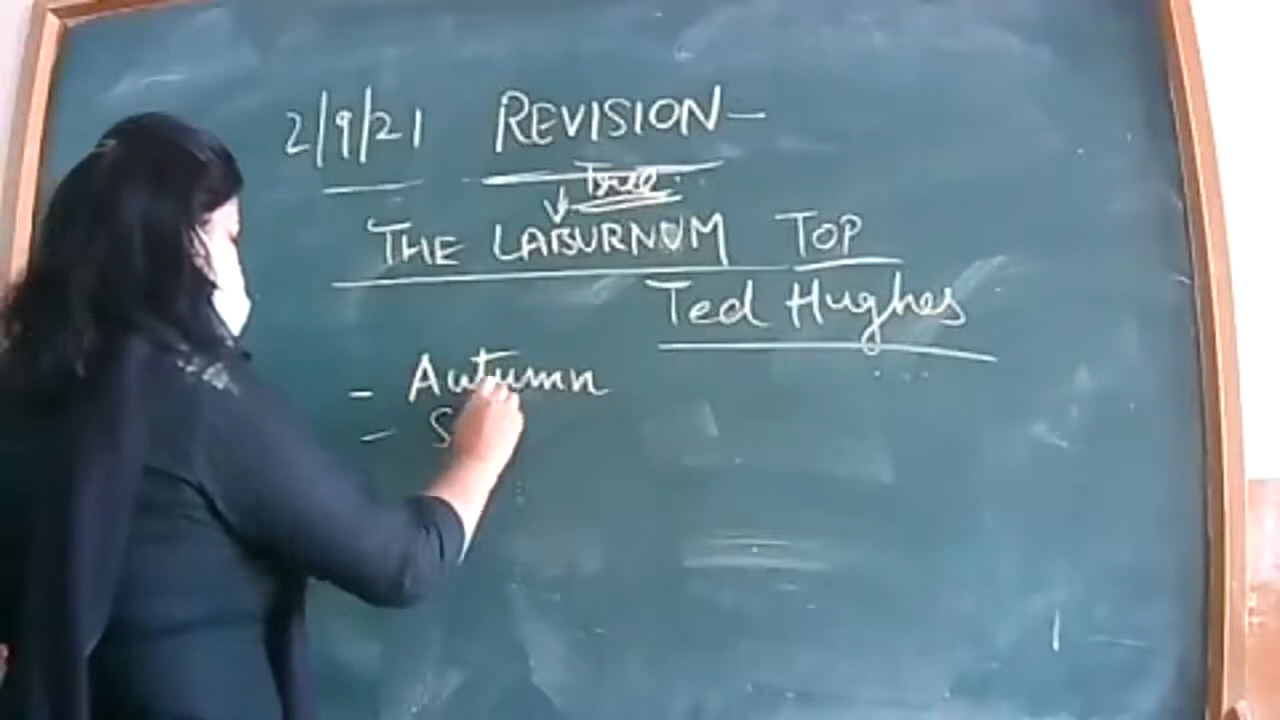 2/9/21 REVISION-
Tree
THE LABURNUM TOP
Ted Hughes
- Autumn
- S